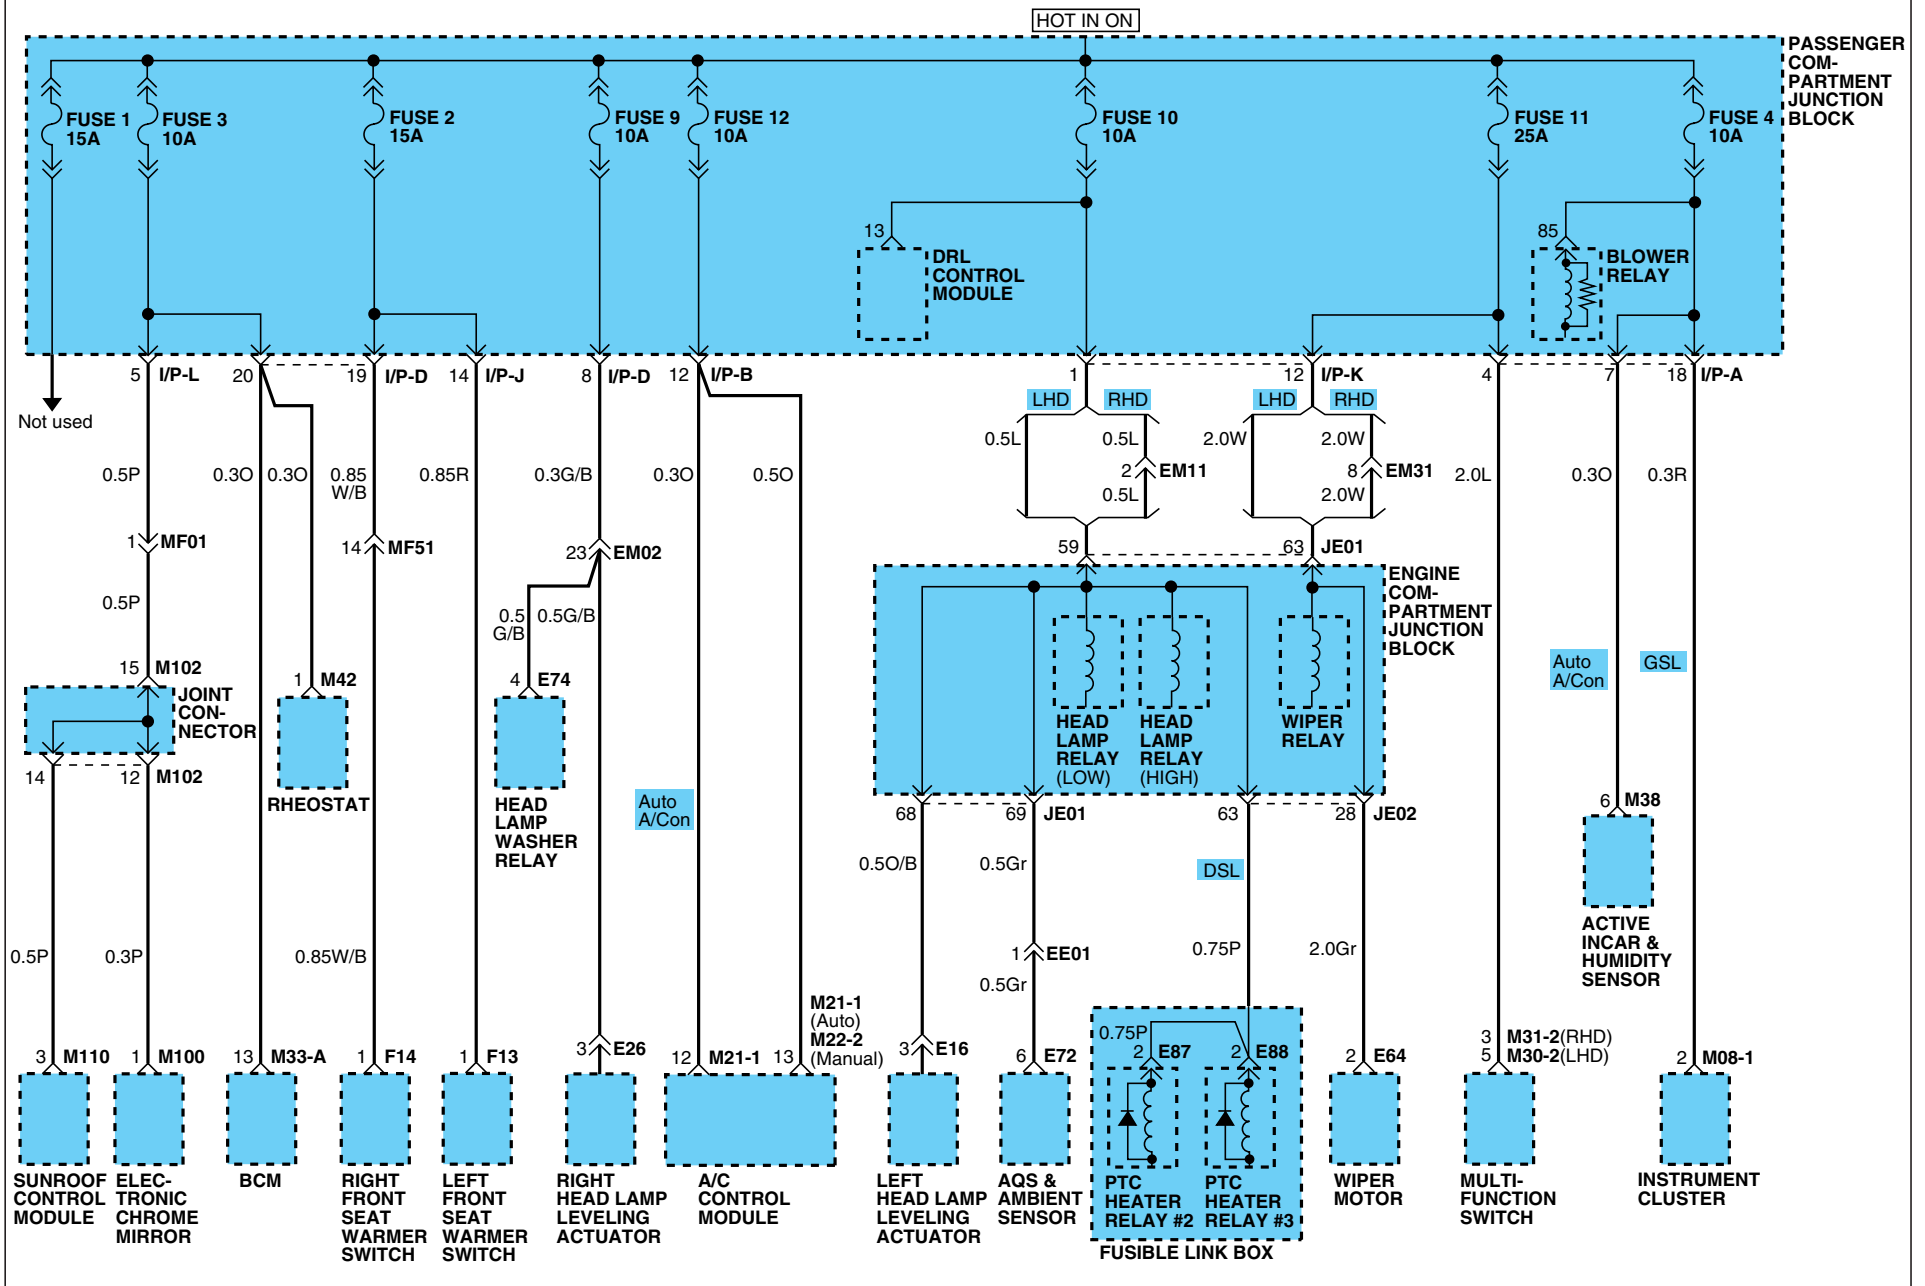 HOT IN ON
PASSENGER
COM-
PARTMENT
JUNCTION
BLOCK
FUSE 1
15A
FUSE 3
10A
FUSE 2
15A
FUSE 9
10A
FUSE 12
10A
FUSE 10
10A
FUSE 11
25A
FUSE 4
10A
13
DRL
CONTROL
MODULE
85
BLOWER
RELAY
5 I/P-L
20
19 I/P-D
14 I/P-J
8 I/P-D
12 I/P-B
1
12 I/P-K
4
7
18 I/P-A
Not used
LHD
RHD
LHD
RHD
0.5L
0.5L
2.0W
2.0W
2 EM11
8 EM31
0.5L
2.0W
0.5P
0.3O
0.3O
0.85
W/B
0.85R
0.3G/B
0.3O
0.5O
2.0L
0.3O
0.3R
1 MF01
14 MF51
23 EM02
59
63 JE01
0.5P
0.5
G/B
0.5G/B
ENGINE
COM-
PARTMENT
JUNCTION
BLOCK
15 M102
JOINT
CON-
NECTOR
1 M42
4 E74
Auto
A/Con
GSL
HEAD
LAMP
RELAY
(LOW)
HEAD
LAMP
RELAY
(HIGH)
WIPER
RELAY
14
12 M102
RHEOSTAT
HEAD
LAMP
WASHER
RELAY
Auto
A/Con
68
69 JE01
63
28 JE02
6 M38
0.5O/B
0.5Gr
DSL
ACTIVE
INCAR &
HUMIDITY
SENSOR
0.5P
0.3P
0.85W/B
1 EE01
0.75P
2.0Gr
0.5Gr
M21-1
(Auto)
M22-2
(Manual)
0.75P
3 M31-2(RHD)
5 M30-2(LHD)
3 M110
1 M100
13 M33-A
1 F14
1 F13
3 E26
12 M21-1
13
3 E16
6 E72
2 E87
2 E88
2 E64
2 M08-1
SUNROOF
CONTROL
MODULE
ELEC-
TRONIC
CHROME
MIRROR
BCM
RIGHT
FRONT
SEAT
WARMER
SWITCH
LEFT
FRONT
SEAT
WARMER
SWITCH
RIGHT
HEAD LAMP
LEVELING
ACTUATOR
A/C
CONTROL
MODULE
LEFT
HEAD LAMP
LEVELING
ACTUATOR
AQS &
AMBIENT
SENSOR
PTC
HEATER
RELAY #2
PTC
HEATER
RELAY #3
FUSIBLE LINK BOX
WIPER
MOTOR
MULTI-
FUNCTION
SWITCH
INSTRUMENT
CLUSTER